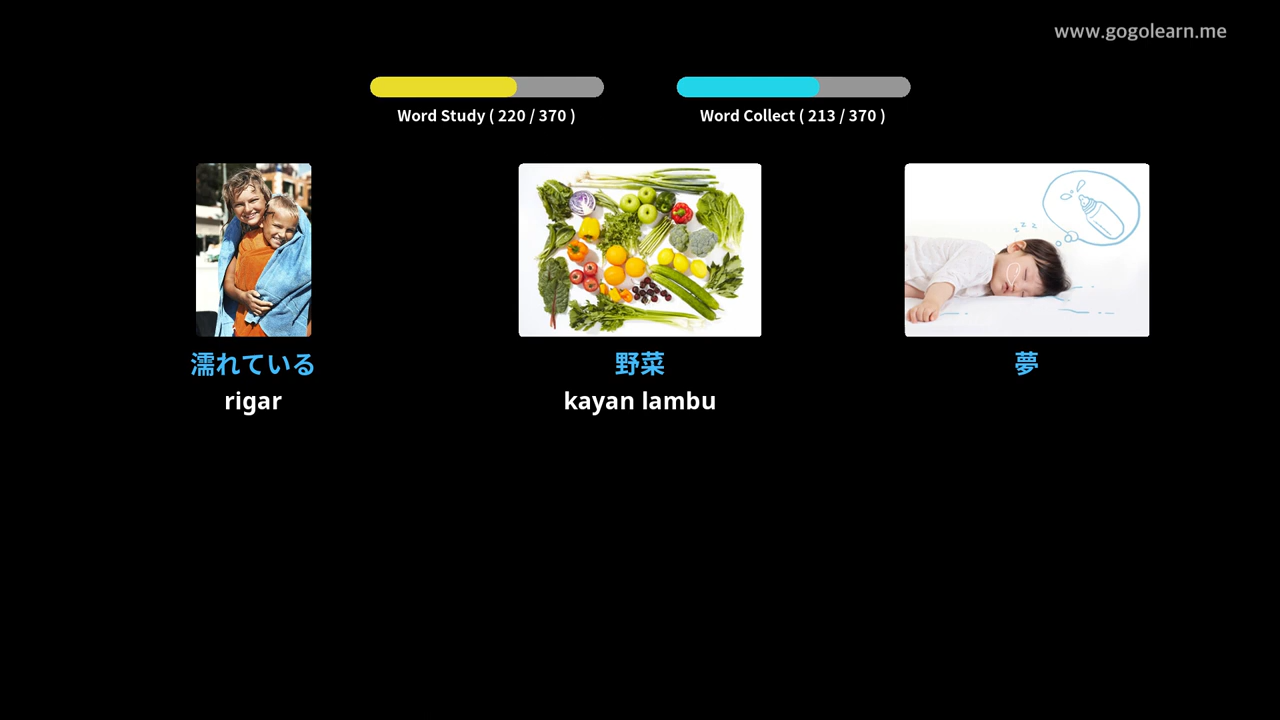 www.gogolearn.me
Word Study ( 220 / 370 )
Word Collect ( 213 / 370 )
濡れている
rigar
野菜
kayan lambu
夢
z z z